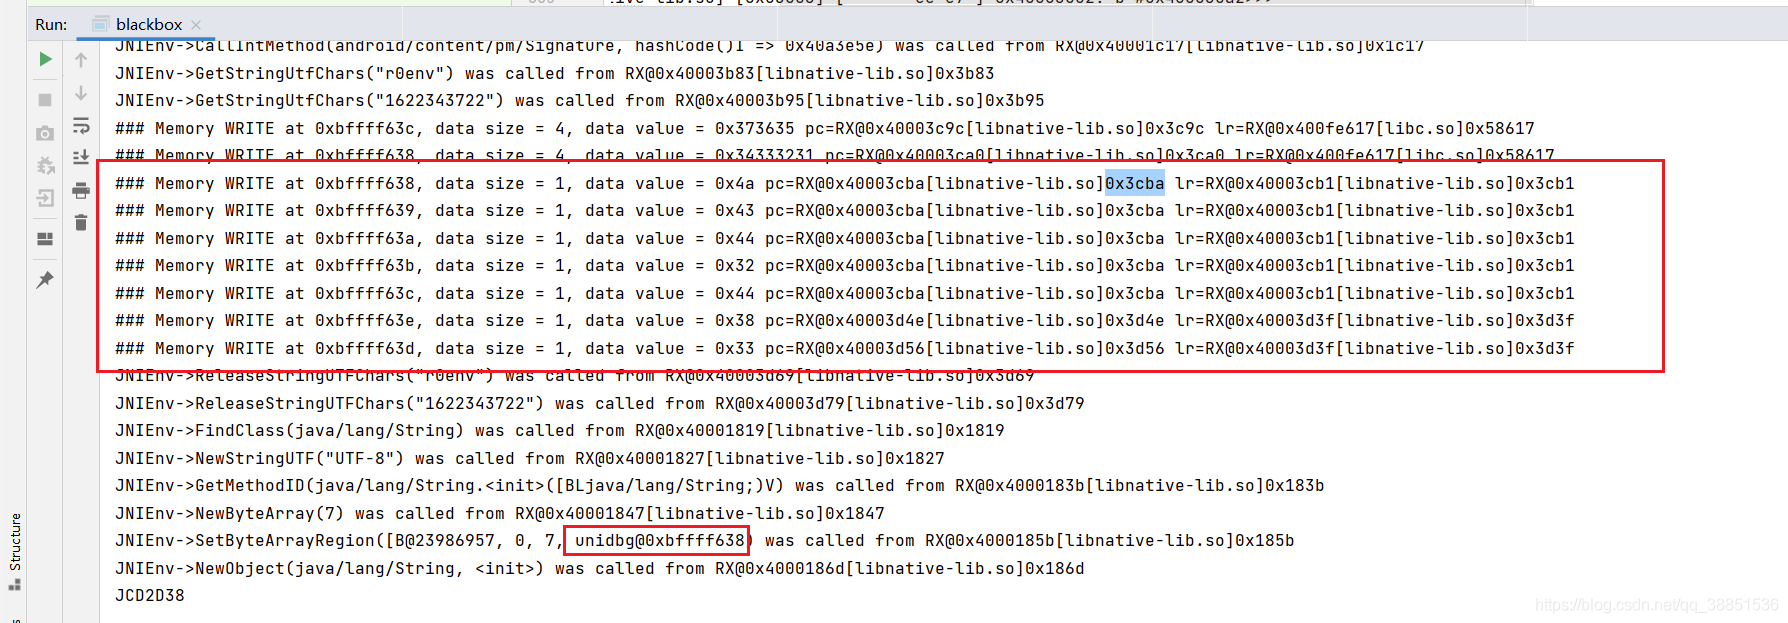 Run: blackbox
JNIEnv->CallIntMethod(android/content/pm/Signature, hashCode()I => 0x40a3e5e) was called from RX@0x40001c17[libnative-lib.so]0x1c17
JNIEnv->GetStringUtfChars("r0env") was called from RX@0x40003b83[libnative-lib.so]0x3b83
JNIEnv->GetStringUtfChars("1622343722") was called from RX@0x40003b95[libnative-lib.so]0x3b95
### Memory WRITE at 0xbffff63c, data size = 4, data value = 0x373635 pc=RX@0x40003c9c[libnative-lib.so]0x3c9c lr=RX@0x400fe617[libc.so]0x58617
### Memory WRITE at 0xbffff638, data size = 4, data value = 0x34333231 pc=RX@0x40003ca0[libnative-lib.so]0x3ca0 lr=RX@0x400fe617[libc.so]0x58617
### Memory WRITE at 0xbffff638, data size = 1, data value = 0x4a pc=RX@0x40003cba[libnative-lib.so]0x3cba lr=RX@0x40003cb1[libnative-lib.so]0x3cb1
### Memory WRITE at 0xbffff639, data size = 1, data value = 0x43 pc=RX@0x40003cba[libnative-lib.so]0x3cba lr=RX@0x40003cb1[libnative-lib.so]0x3cb1
### Memory WRITE at 0xbffff63a, data size = 1, data value = 0x44 pc=RX@0x40003cba[libnative-lib.so]0x3cba lr=RX@0x40003cb1[libnative-lib.so]0x3cb1
### Memory WRITE at 0xbffff63b, data size = 1, data value = 0x32 pc=RX@0x40003cba[libnative-lib.so]0x3cba lr=RX@0x40003cb1[libnative-lib.so]0x3cb1
### Memory WRITE at 0xbffff63c, data size = 1, data value = 0x44 pc=RX@0x40003cba[libnative-lib.so]0x3cba lr=RX@0x40003cb1[libnative-lib.so]0x3cb1
### Memory WRITE at 0xbffff63e, data size = 1, data value = 0x38 pc=RX@0x40003d4e[libnative-lib.so]0x3d4e lr=RX@0x40003d3f[libnative-lib.so]0x3d3f
### Memory WRITE at 0xbffff63d, data size = 1, data value = 0x33 pc=RX@0x40003d56[libnative-lib.so]0x3d56 lr=RX@0x40003d3f[libnative-lib.so]0x3d3f
JNIEnv->ReleaseStringUTFChars("r0env") was called from RX@0x40003d69[libnative-lib.so]0x3d69
JNIEnv->ReleaseStringUTFChars("1622343722") was called from RX@0x40003d79[libnative-lib.so]0x3d79
JNIEnv->FindClass(java/lang/String) was called from RX@0x40001819[libnative-lib.so]0x1819
JNIEnv->NewStringUTF("UTF-8") was called from RX@0x40001827[libnative-lib.so]0x1827
JNIEnv->GetMethodID(java/lang/String.<init>([BLjava/lang/String;)V) was called from RX@0x4000183b[libnative-lib.so]0x183b
JNIEnv->NewByteArray(7) was called from RX@0x40001847[libnative-lib.so]0x1847
JNIEnv->SetByteArrayRegion([B@23986957, 0, 7, unidbg@0xbffff638) was called from RX@0x4000185b[libnative-lib.so]0x185b
JNIEnv->NewObject(java/lang/String, <init>) was called from RX@0x4000186d[libnative-lib.so]0x186d
JCD2D38
Structure
https://blog.csdn.net/qq_38851536